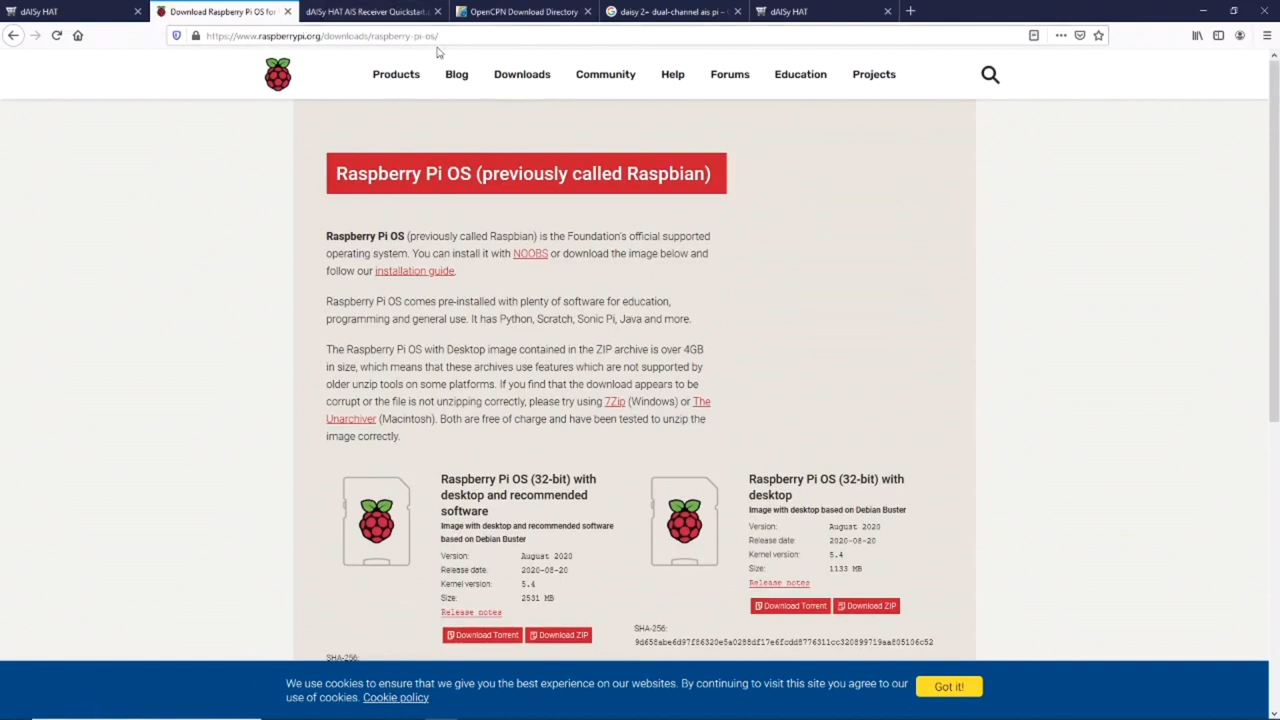 dAISy HAT
Download Raspberry Pi OS for
dAISy HAT AIS Receiver Quickstart.p
OpenCPN Download Directory
daisy 2+ dual-channel ais pi –
dAISy HAT
https://www.raspberrypi.org/downloads/raspberry-pi-os/
Products
Blog
Downloads
Community
Help
Forums
Education
Projects
Raspberry Pi OS (previously called Raspbian)
Raspberry Pi OS (previously called Raspbian) is the Foundation's official supported
operating system. You can install it with NOOBS or download the image below and
follow our installation guide.
Raspberry Pi OS comes pre-installed with plenty of software for education,
programming and general use. It has Python, Scratch, Sonic Pi, Java and more.
The Raspberry Pi OS with Desktop image contained in the ZIP archive is over 4GB
in size, which means that these archives use features which are not supported by
older unzip tools on some platforms. If you find that the download appears to be
corrupt or the file is not unzipping correctly, please try using 7Zip (Windows) or The
Unarchiver (Macintosh). Both are free of charge and have been tested to unzip the
image correctly.
Raspberry Pi OS (32-bit) with
desktop and recommended
software
Image with desktop and recommended software
based on Debian Buster
Version: August 2020
Release date: 2020-08-20
Kernel version: 5.4
Size: 2531 MB
Release notes
Download Torrent
Download ZIP
SHA-256:
Raspberry Pi OS (32-bit) with
desktop
Image with desktop based on Debian Buster
Version: August 2020
Release date: 2020-08-20
Kernel version: 5.4
Size: 1133 MB
Release notes
Download Torrent
Download ZIP
SHA-256:
9d658abe6d97f86320e5a0288df17e6fcdd8776311cc320899719aa805106c52
We use cookies to ensure that we give you the best experience on our websites. By continuing to visit this site you agree to our
use of cookies. Cookie policy
Got it!